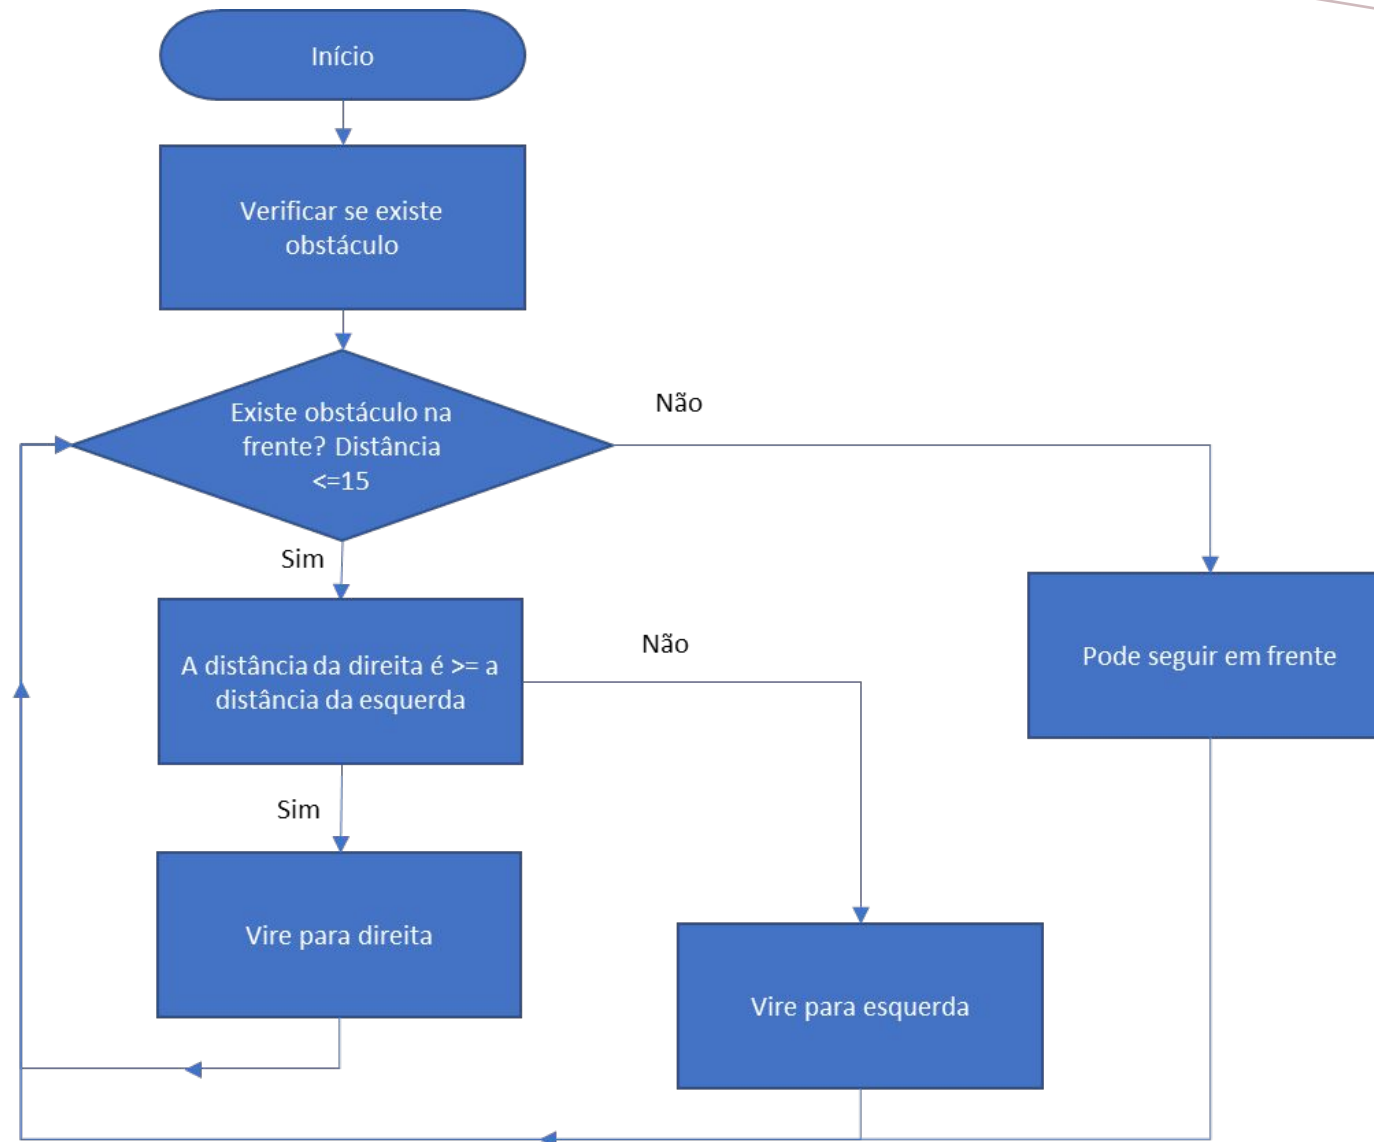 Início
Verificar se existe
obstáculo
Existe obstáculo na
frente? Distância
<=15
Não
Sim
A distância da direita é >= a
distância da esquerda
Não
Pode seguir em frente
Sim
Vire para direita
Vire para esquerda